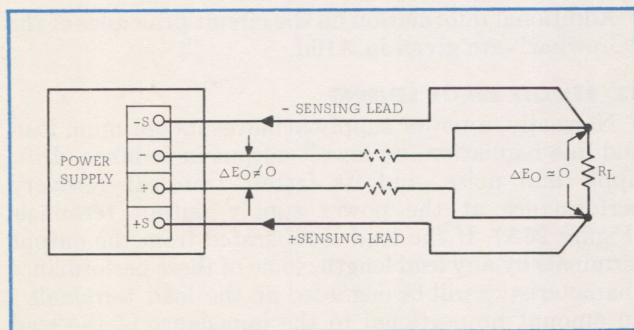 -S
- SENSING LEAD
-
POWER
SUPPLY
ΔEO ≠ O
ΔEO ≃ O
RL
+
+S
+SENSING LEAD